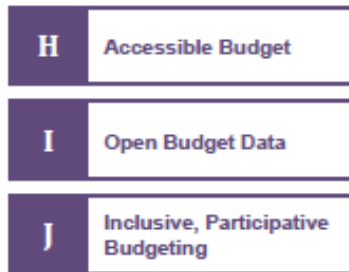 H
Accessible Budget
I
Open Budget Data
J
Inclusive, Participative
Budgeting